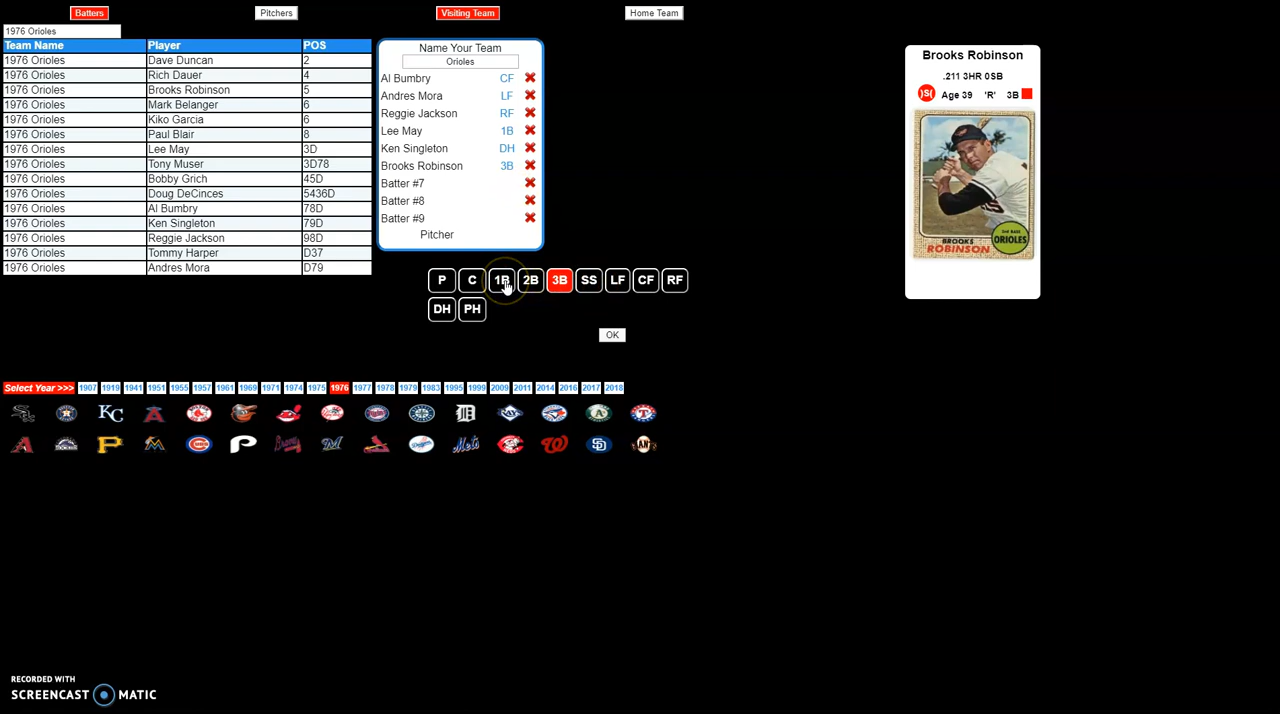 Batters Pitchers Visiting Team Home Team
1976 Orioles
Team Name Player POS
1976 Orioles Dave Duncan 2
1976 Orioles Rich Dauer 4
1976 Orioles Brooks Robinson 5
1976 Orioles Mark Belanger 6
1976 Orioles Kiko Garcia 6
1976 Orioles Paul Blair 8
1976 Orioles Lee May 3D
1976 Orioles Tony Muser 3D78
1976 Orioles Bobby Grich 45D
1976 Orioles Doug DeCinces 5436D
1976 Orioles Al Bumbry 78D
1976 Orioles Ken Singleton 79D
1976 Orioles Reggie Jackson 98D
1976 Orioles Tommy Harper D37
1976 Orioles Andres Mora D79
Name Your Team
Orioles
Al Bumbry CF
Andres Mora LF
Reggie Jackson RF
Lee May 1B
Ken Singleton DH
Brooks Robinson 3B
Batter #7
Batter #8
Batter #9
Pitcher
P C 1B 2B 3B SS LF CF RF
DH PH
OK
Brooks Robinson
.211 3HR 0SB
)S( Age 39 'R' 3B
BROOKS
ROBINSON
ORIOLES
Select Year >>> 1907 1919 1941 1951 1955 1957 1961 1969 1971 1974 1975 1976 1977 1978 1979 1983 1995 1999 2009 2011 2014 2016 2017 2018
KC
Braves
Dodgers
Mets
SD
RECORDED WITH
SCREENCAST MATIC